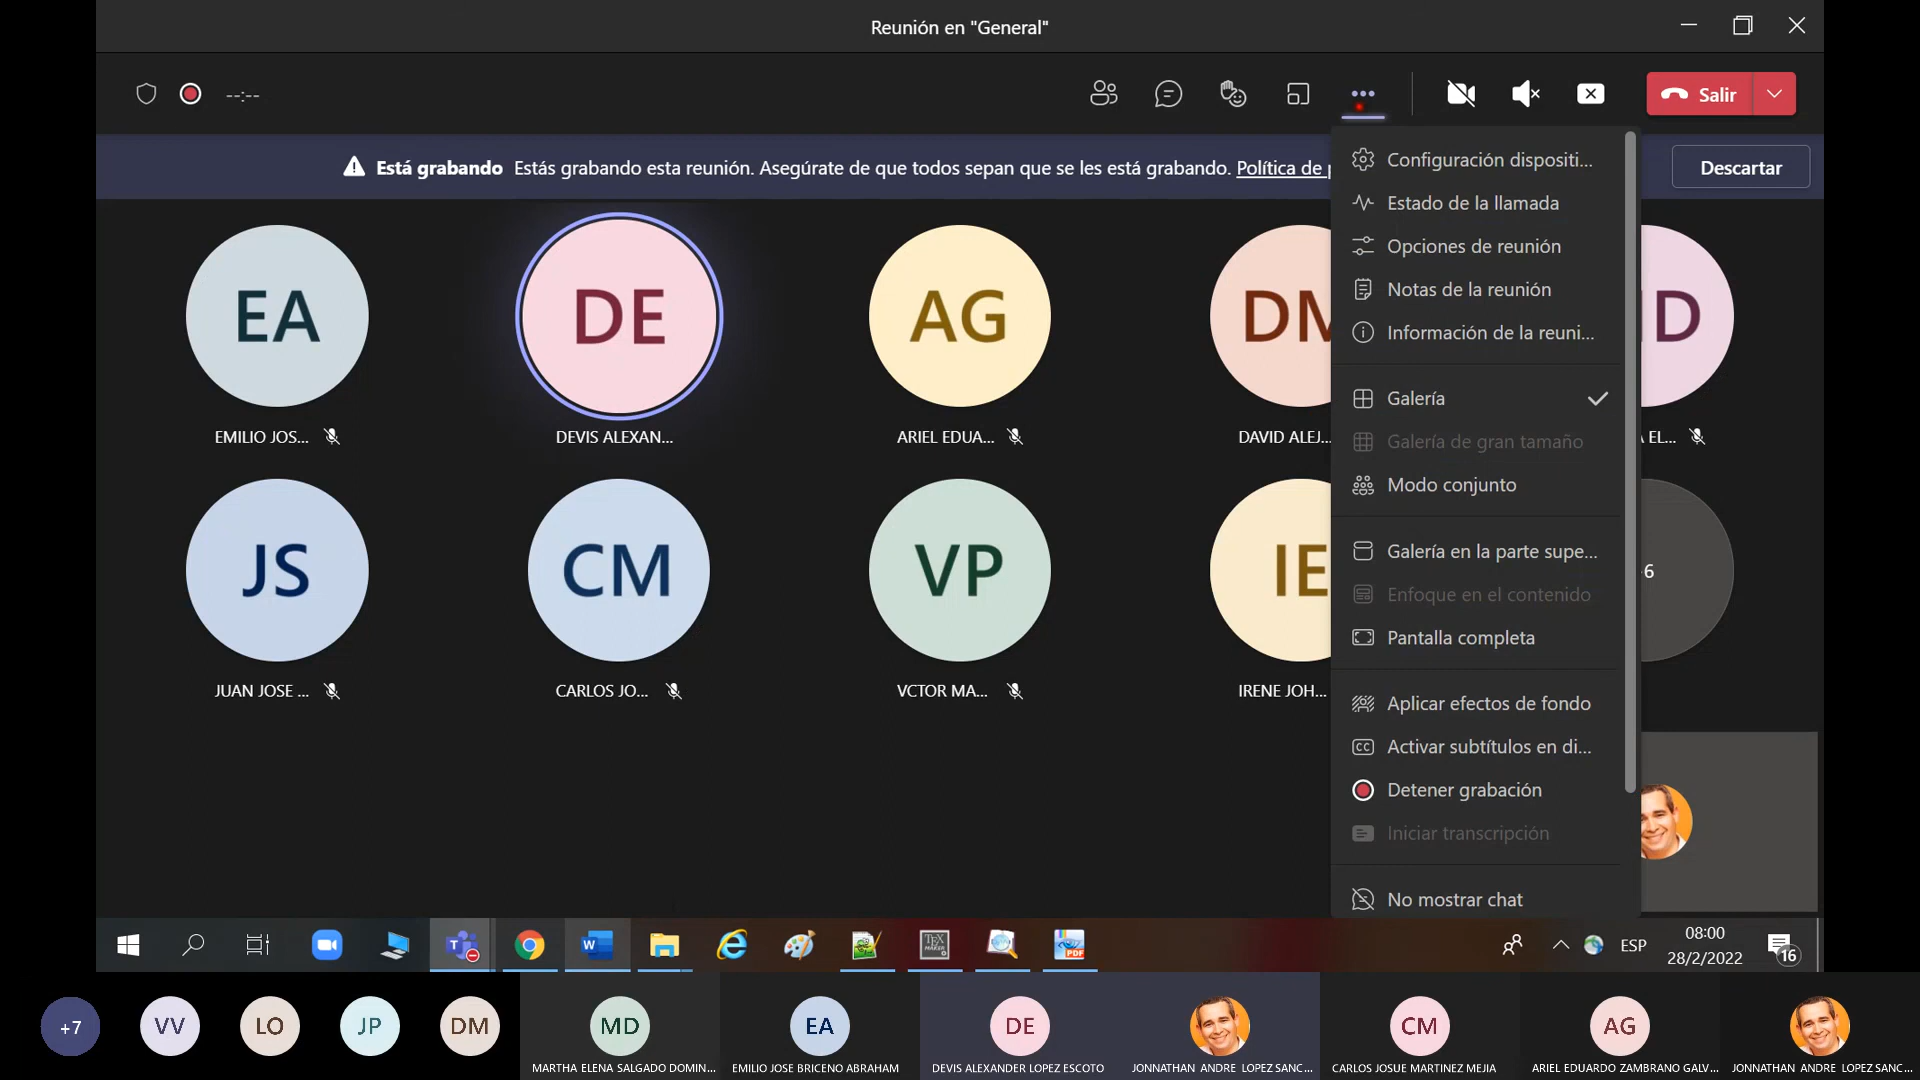 Reunión en "General"
--:--
Salir
Está grabando Estás grabando esta reunión. Asegúrate de que todos sepan que se les está grabando. Política de p
Descartar
Configuración dispositi...
Estado de la llamada
Opciones de reunión
Notas de la reunión
Información de la reuni...
Galería
Galería de gran tamaño
Modo conjunto
Galería en la parte supe...
Enfoque en el contenido
Pantalla completa
Aplicar efectos de fondo
CC Activar subtítulos en di...
Detener grabación
Iniciar transcripción
No mostrar chat
EA DE AG DM D
EMILIO JOS... DEVIS ALEXAN... ARIEL EDUA... DAVID ALEJ... EL...
JS CM VP IE 6
JUAN JOSE ... CARLOS JO... VCTOR MA... IRENE JOH...
T W TEX MAKER PDF
ESP
08:00
28/2/2022
16
+7 VV LO JP DM MD EA DE CM AG
MARTHA ELENA SALGADO DOMIN... EMILIO JOSE BRICENO ABRAHAM DEVIS ALEXANDER LOPEZ ESCOTO JONNATHAN ANDRE LOPEZ SANC... CARLOS JOSUE MARTINEZ MEJIA ARIEL EDUARDO ZAMBRANO GALV... JONNATHAN ANDRE LOPEZ SANC...